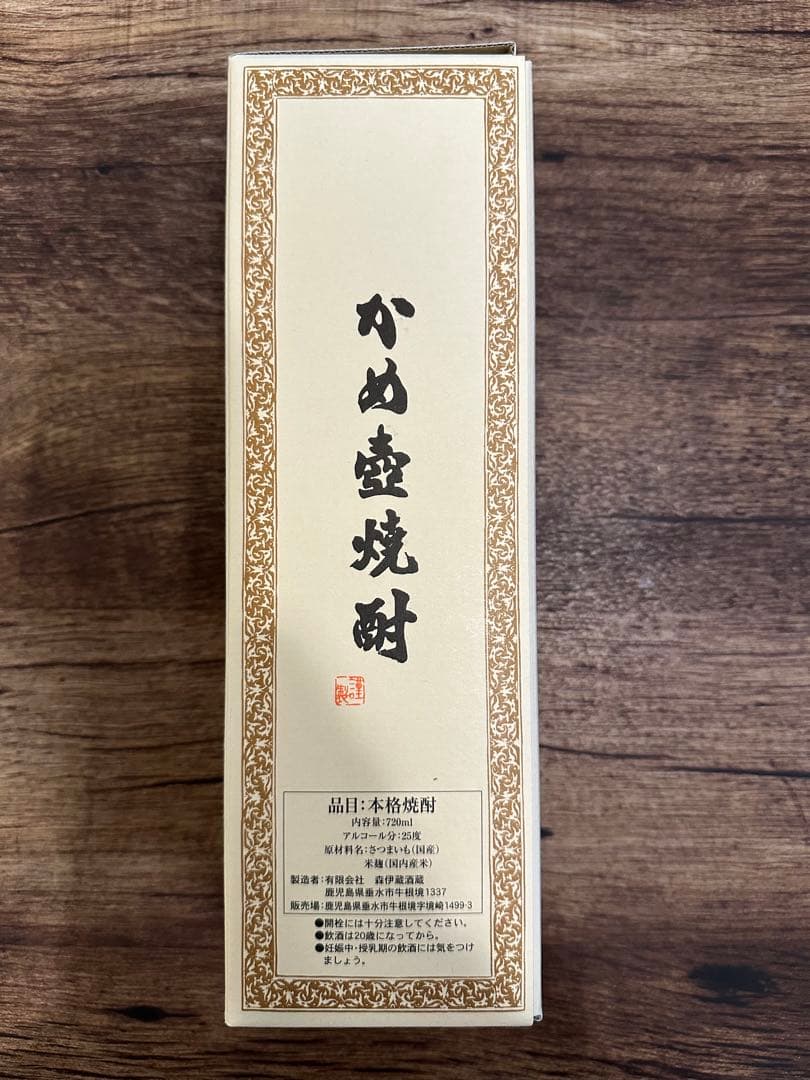 かめ壺焼酎
謹製
品目：本格焼酎
内容量：720ml
アルコール分：25度
原材料名：さつまいも（国産）
米麹（国内産米）
製造者：有限会社　森伊蔵酒蔵
鹿児島県垂水市牛根境1337
販売場：鹿児島県垂水市牛根境字境崎1499-3
●開栓には十分注意してください。
●飲酒は20歳になってから。
●妊娠中・授乳期の飲酒には気をつけ
ましょう。